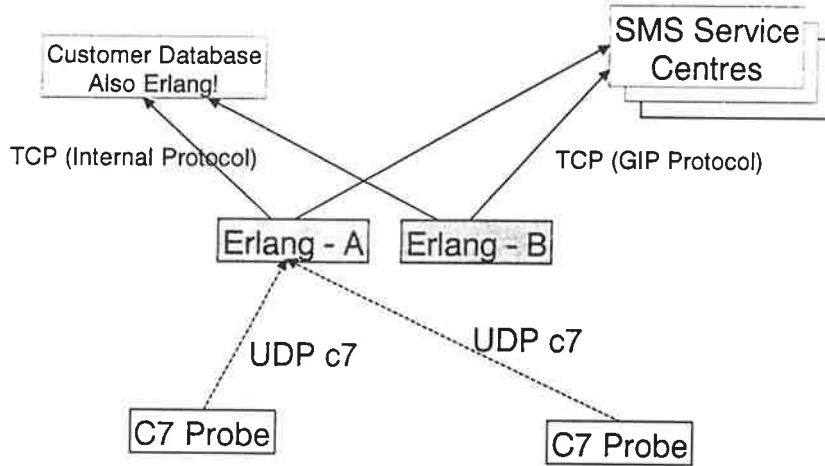 Customer Database
Also Erlang!
SMS Service
Centres
TCP (Internal Protocol)
TCP (GIP Protocol)
Erlang - A
Erlang - B
UDP c7
UDP c7
C7 Probe
C7 Probe